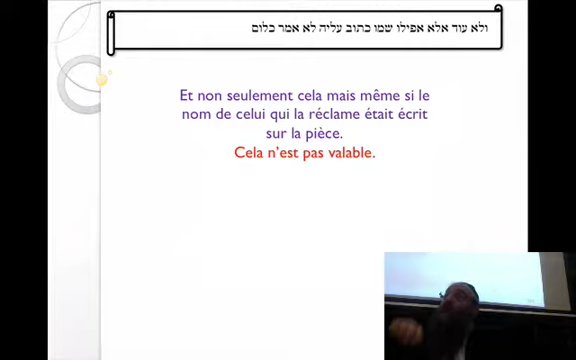 ולא עוד אלא אפילו שמו כתוב עליה לא אמר כלום
Et non seulement cela mais même si le
nom de celui qui la réclame était écrit
sur la pièce.
Cela n'est pas valable.